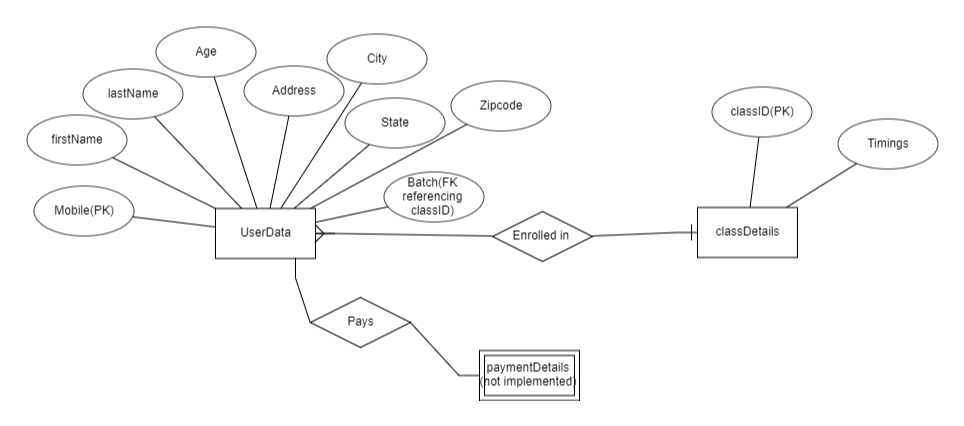 Age
City
lastName
Address
Zipcode
classID(PK)
State
firstName
Timings
Batch(FK
referencing
classID)
Mobile(PK)
UserData
Enrolled in
classDetails
Pays
paymentDetails
(not implemented)